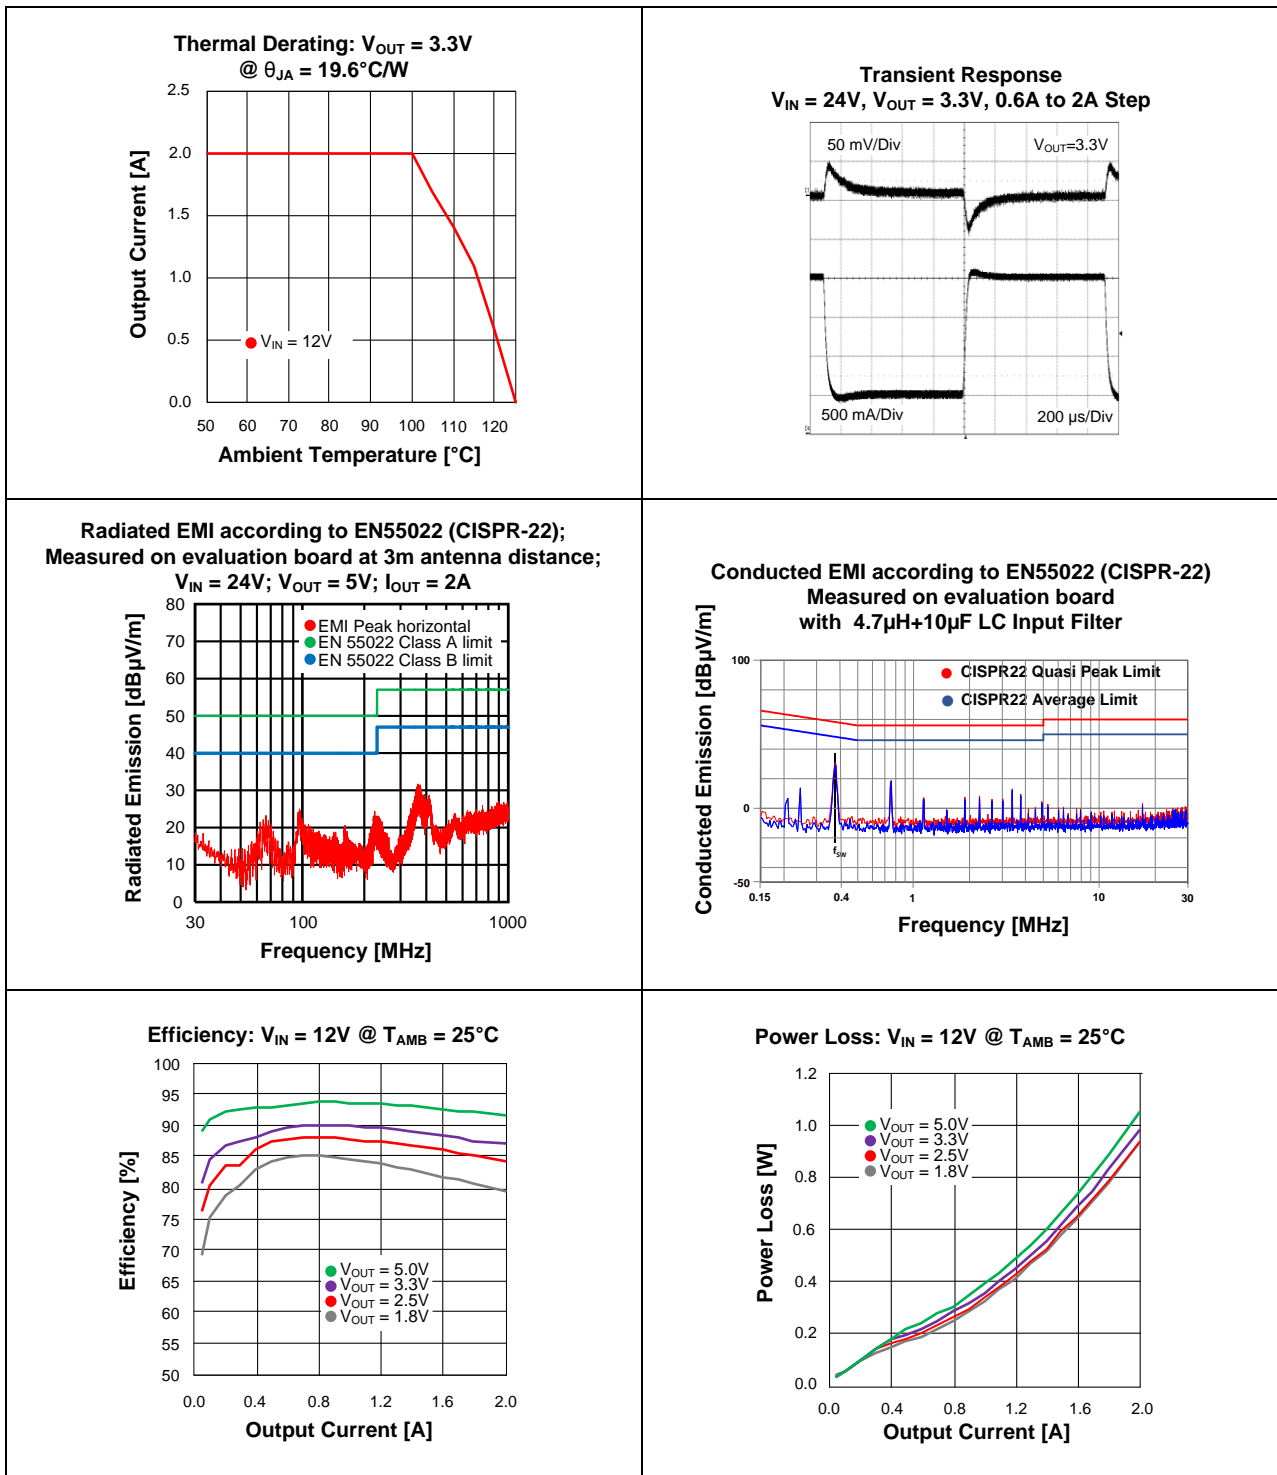 Thermal Derating: VOUT = 3.3V
@ θJA = 19.6°C/W
2.5
2.0
1.5
1.0
0.5
0.0
Output Current [A]
VIN = 12V
50 60 70 80 90 100 110 120
Ambient Temperature [°C]
Transient Response
VIN = 24V, VOUT = 3.3V, 0.6A to 2A Step
50 mV/Div
VOUT=3.3V
500 mA/Div
200 µs/Div
Radiated EMI according to EN55022 (CISPR-22);
Measured on evaluation board at 3m antenna distance;
VIN = 24V; VOUT = 5V; IOUT = 2A
80
70
60
50
40
30
20
10
0
Radiated Emission [dBµV/m]
EMI Peak horizontal
EN 55022 Class A limit
EN 55022 Class B limit
30 100 1000
Frequency [MHz]
Conducted EMI according to EN55022 (CISPR-22)
Measured on evaluation board
with 4.7µH+10µF LC Input Filter
100
0
-50
Conducted Emission [dBµV/m]
CISPR22 Quasi Peak Limit
CISPR22 Average Limit
fSW
0.15 0.4 1 10 30
Frequency [MHz]
Efficiency: VIN = 12V @ TAMB = 25°C
100
95
90
85
80
75
70
65
60
55
50
Efficiency [%]
VOUT = 5.0V
VOUT = 3.3V
VOUT = 2.5V
VOUT = 1.8V
0.0 0.4 0.8 1.2 1.6 2.0
Output Current [A]
Power Loss: VIN = 12V @ TAMB = 25°C
1.2
1.0
0.8
0.6
0.4
0.2
0.0
Power Loss [W]
VOUT = 5.0V
VOUT = 3.3V
VOUT = 2.5V
VOUT = 1.8V
0.0 0.4 0.8 1.2 1.6 2.0
Output Current [A]